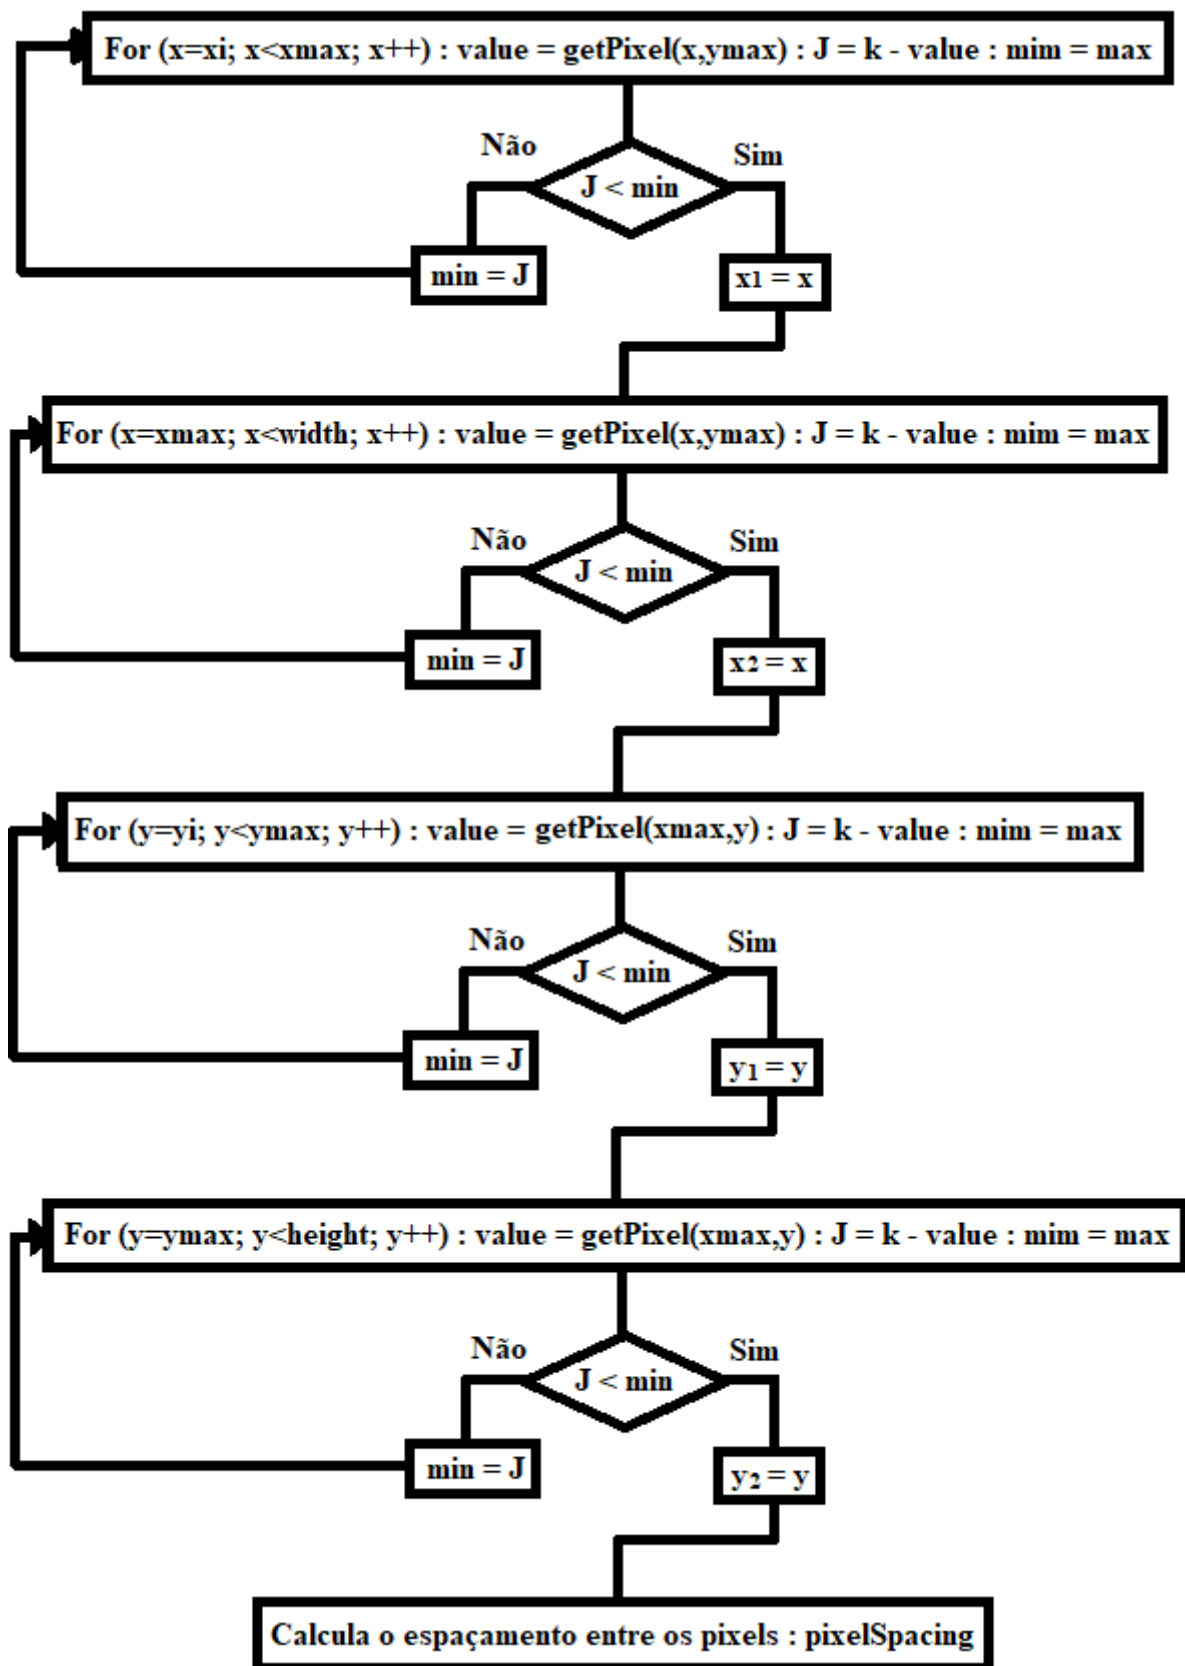 For (x=xi; x<xmax; x++) : value = getPixel(x,ymax) : J = k - value : mim = max
Não
Sim
J < min
min = J
x1 = x
For (x=xmax; x<width; x++) : value = getPixel(x,ymax) : J = k - value : mim = max
Não
Sim
J < min
min = J
x2 = x
For (y=yi; y<ymax; y++) : value = getPixel(xmax,y) : J = k - value : mim = max
Não
Sim
J < min
min = J
y1 = y
For (y=ymax; y<height; y++) : value = getPixel(xmax,y) : J = k - value : mim = max
Não
Sim
J < min
min = J
y2 = y
Calcula o espaçamento entre os pixels : pixelSpacing